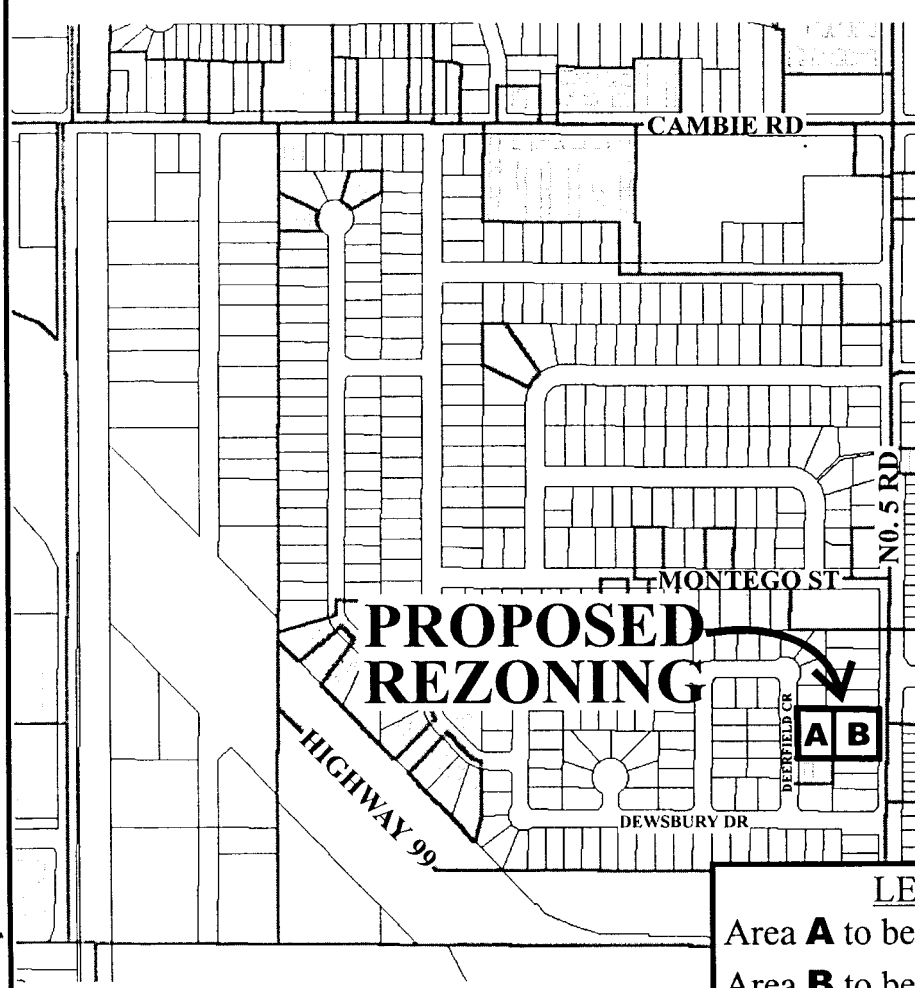 CAMBIE RD
N0. 5 RD
MONTEGO ST
PROPOSED
REZONING
DEERFIELD CR
A B
HIGHWAY 99
DEWSBURY DR
LE
Area A to be
Area B to be